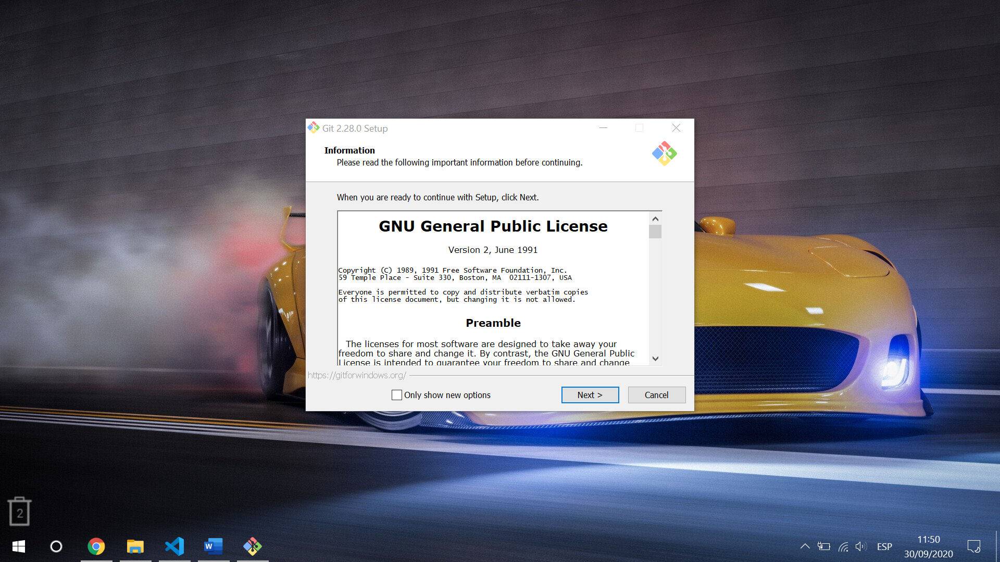 Git 2.28.0 Setup
Information
Please read the following important information before continuing.
When you are ready to continue with Setup, click Next.
GNU General Public License
Version 2, June 1991
Copyright (C) 1989, 1991 Free Software Foundation, Inc.
59 Temple Place - Suite 330, Boston, MA  02111-1307, USA
Everyone is permitted to copy and distribute verbatim copies
of this license document, but changing it is not allowed.
Preamble
The licenses for most software are designed to take away your
freedom to share and change it. By contrast, the GNU General Public
License is intended to guarantee your freedom to share and change
https://gitforwindows.org/
Only show new options
Next >
Cancel
2
W
ESP
11:50
30/09/2020